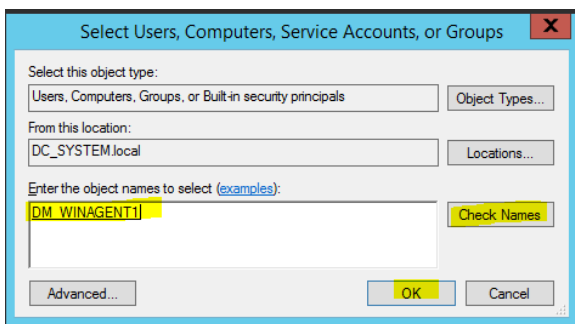 Select Users, Computers, Service Accounts, or Groups
X
Select this object type:
Users, Computers, Groups, or Built-in security principals
Object Types...
From this location:
DC_SYSTEM.local
Locations...
Enter the object names to select (examples):
DM_WINAGENT1
Check Names
Advanced...
OK
Cancel